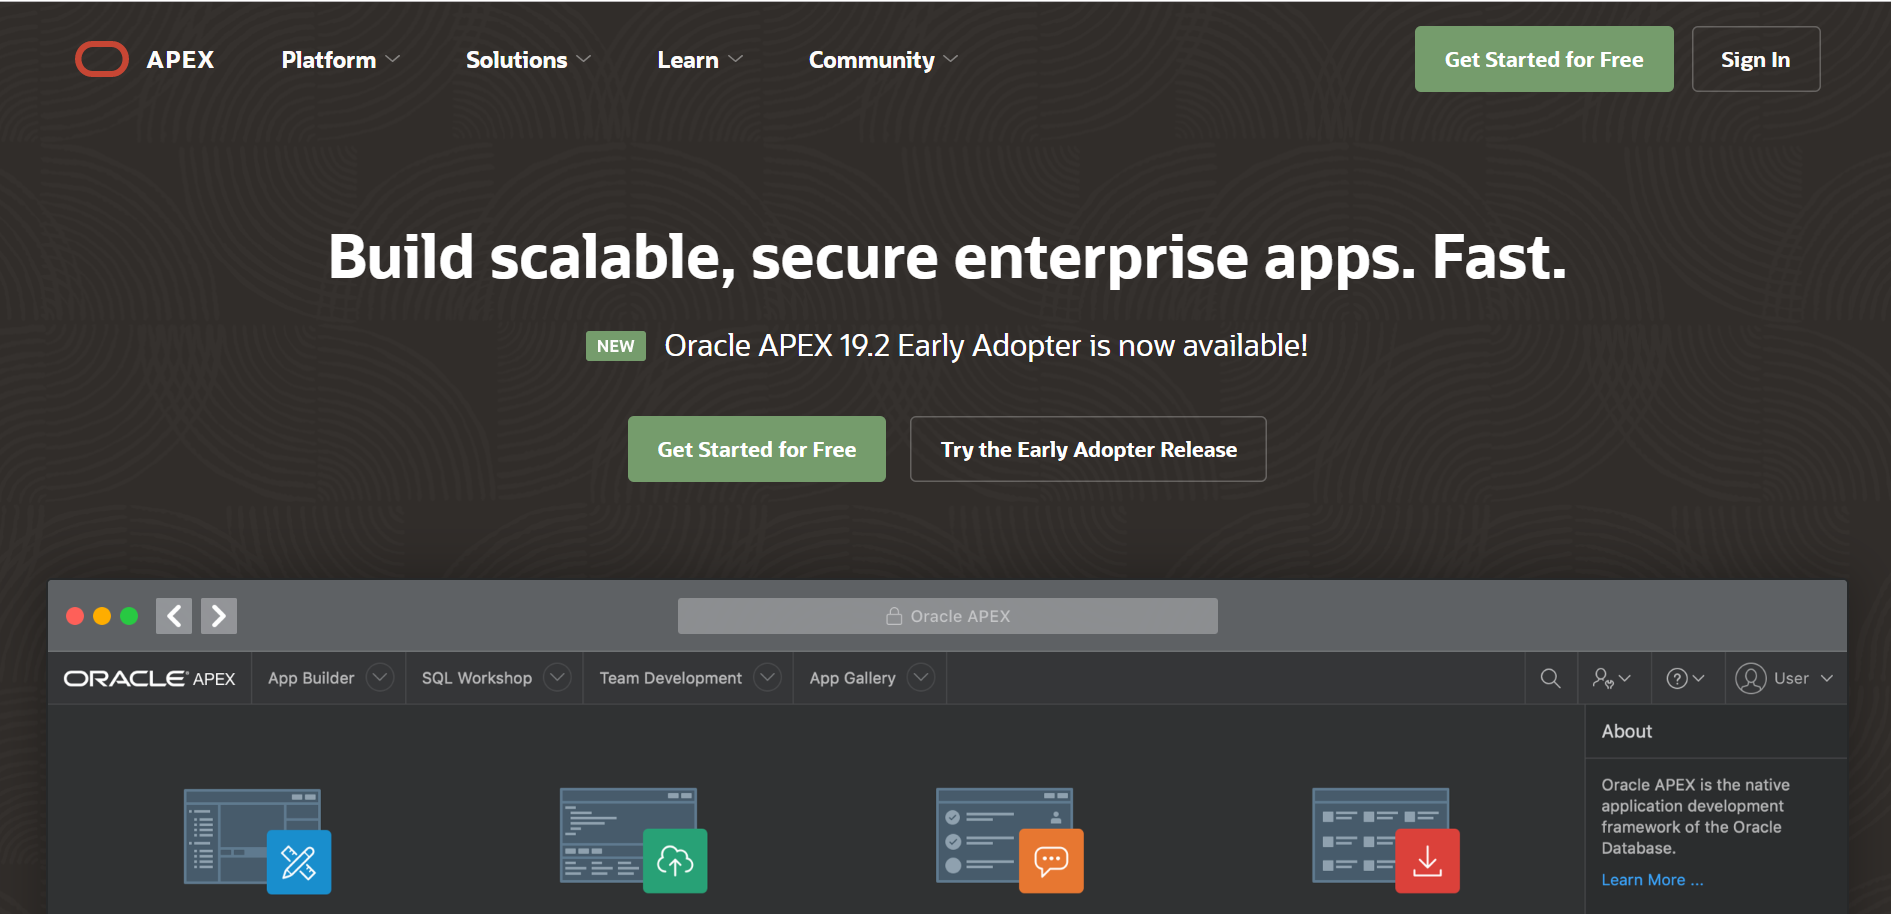 APEX Platform Solutions Learn Community Get Started for Free Sign In
Build scalable, secure enterprise apps. Fast.
NEW Oracle APEX 19.2 Early Adopter is now available!
Get Started for Free Try the Early Adopter Release
Oracle APEX
ORACLE APEX App Builder SQL Workshop Team Development App Gallery User
About
Oracle APEX is the native
application development
framework of the Oracle
Database.
Learn More ...